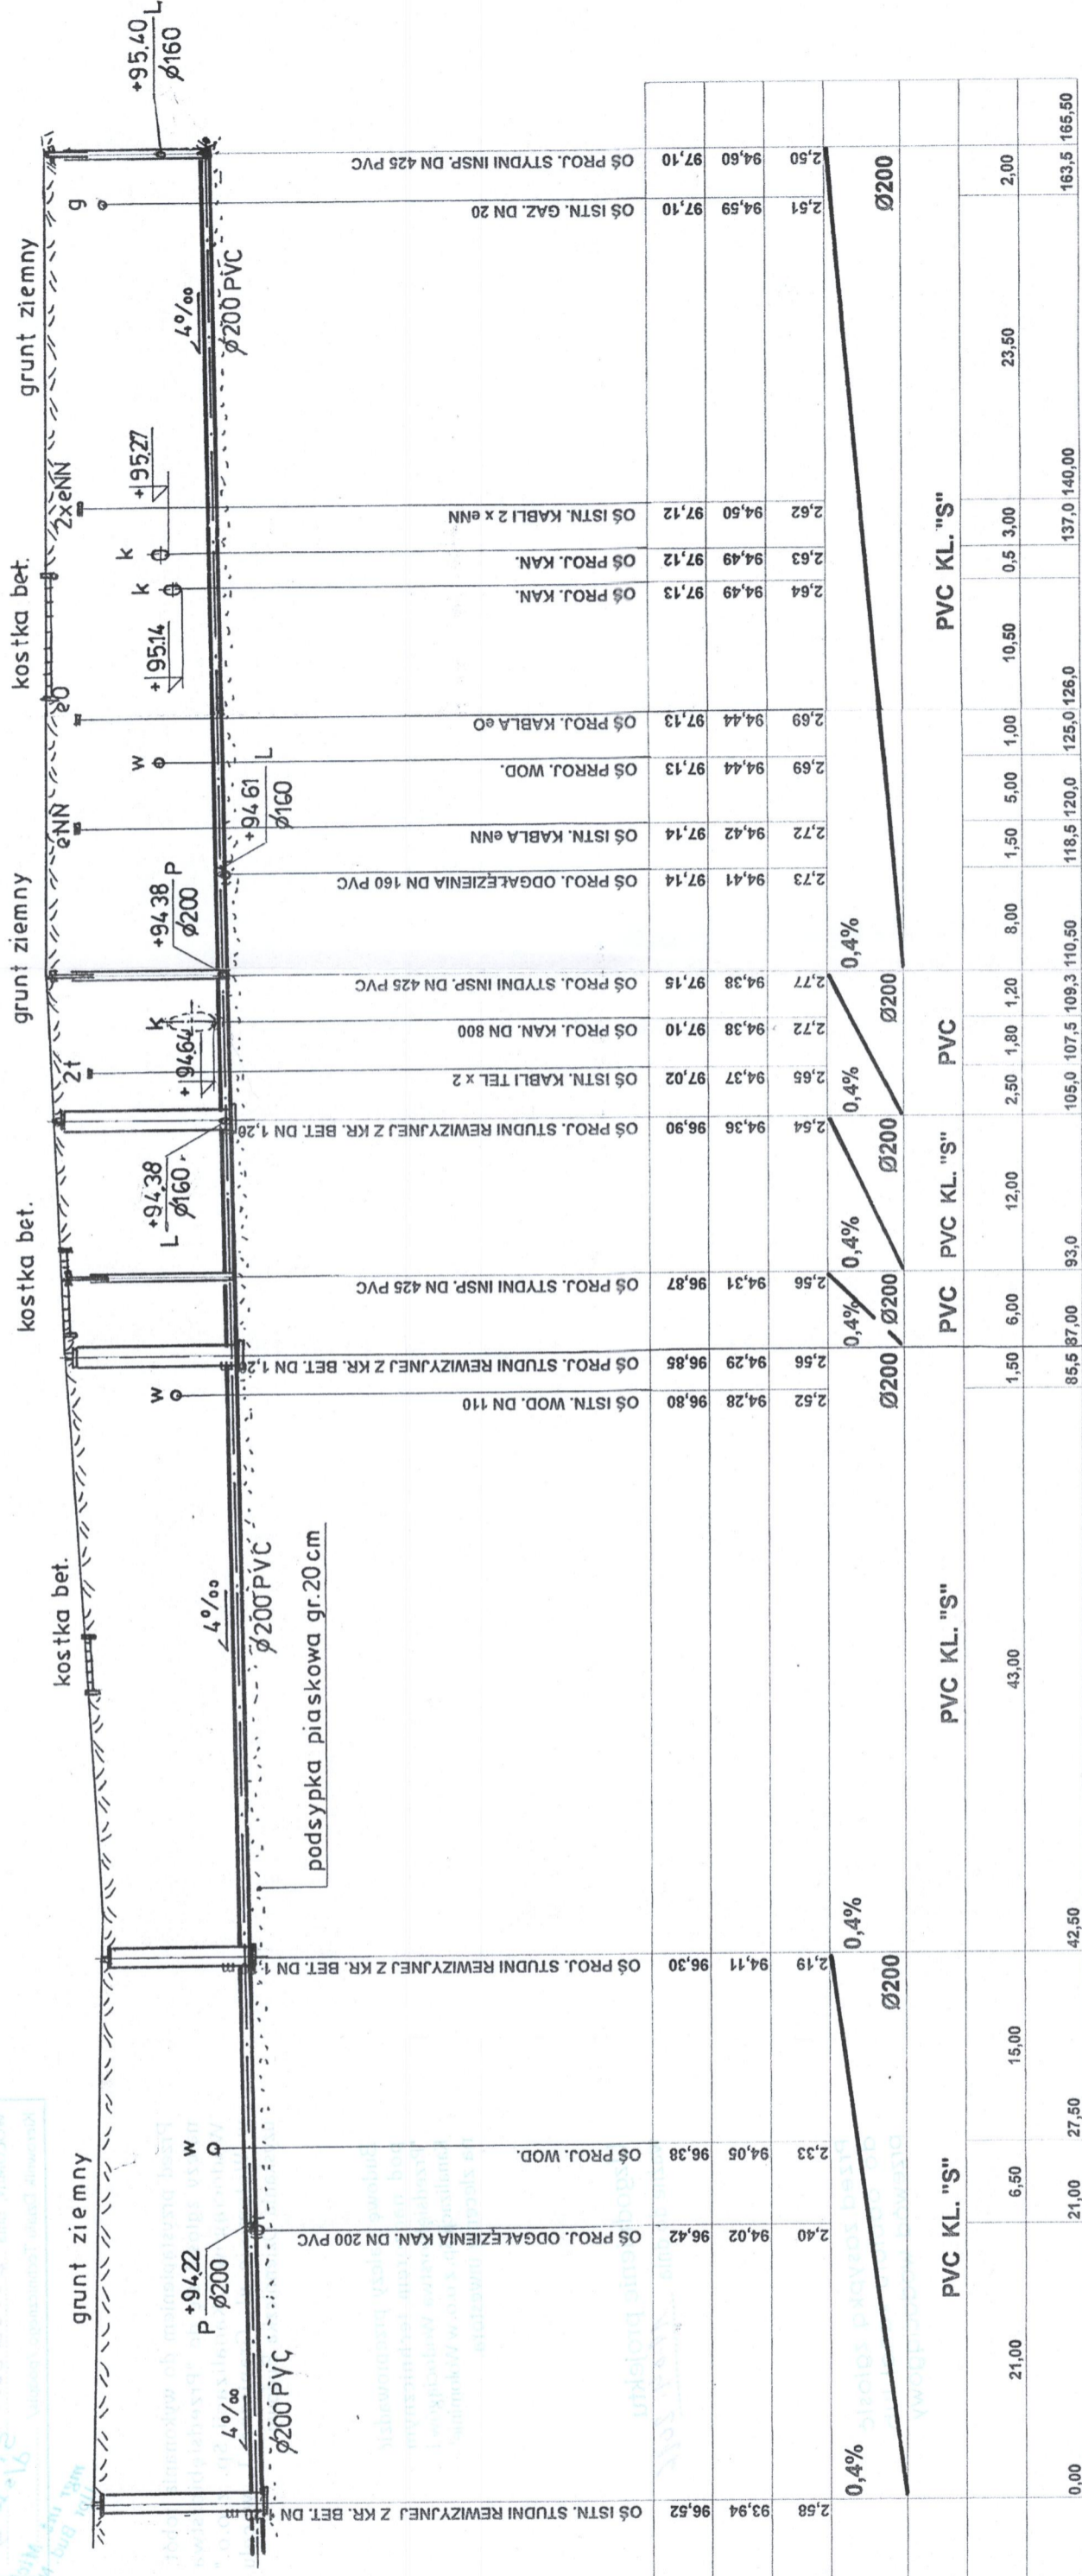 grunt ziemny
kostka bet.
kostka bet.
grunt ziemny
kostka bet.
grunt ziemny
P +94.22
Ø200
w
w
L +94.38
Ø160
2t
k
+94.64
+94.38 P
Ø200
eNN
w
eO
+94.61 L
Ø160
+95.14
k
k
+95.27
2xeNN
g
+95.40 L
Ø160
4‰
Ø200 PVC
podsypka piaskowa gr.20cm
4‰
Ø200 PVC
4‰
Ø200 PVC
OŚ ISTN. STUDNI REWIZYJNEJ Z KR. BET. DN
OŚ PROJ. ODGAŁĘZIENIA KAN. DN 200 PVC
OŚ PROJ. WOD.
OŚ PROJ. STUDNI REWIZYJNEJ Z KR. BET. DN
OŚ ISTN. WOD. DN 110
OŚ PROJ. STUDNI REWIZYJNEJ Z KR. BET. DN 1,20
OŚ PROJ. STYDNI INSP. DN 425 PVC
OŚ PROJ. STUDNI REWIZYJNEJ Z KR. BET. DN 1,20
OŚ ISTN. KABLI TEL x 2
OŚ PROJ. KAN. DN 800
OŚ PROJ. STYDNI INSP. DN 425 PVC
OŚ PROJ. ODGAŁĘZIENIA DN 160 PVC
OŚ ISTN. KABLA eNN
OŚ PRROJ. WOD.
OŚ PROJ. KABLA eO
OŚ PROJ. KAN.
OŚ PROJ. KAN.
OŚ ISTN. KABLI 2 x eNN
OŚ ISTN. GAZ. DN 20
OŚ PROJ. STYDNI INSP. DN 425 PVC
96,52 96,42 96,38 96,30 96,80 96,85 96,87 96,90 97,02 97,10 97,15 97,14 97,14 97,13 97,13 97,13 97,12 97,12 97,10 97,10
93,94 94,02 94,05 94,11 94,28 94,29 94,31 94,36 94,37 94,38 94,38 94,41 94,42 94,44 94,44 94,49 94,49 94,50 94,59 94,60
2,58 2,40 2,33 2,19 2,52 2,56 2,56 2,54 2,65 2,72 2,77 2,73 2,72 2,69 2,69 2,64 2,63 2,62 2,51 2,50
0,4% 0,4% 0,4% 0,4% 0,4% 0,4%
Ø200 Ø200 Ø200 Ø200 Ø200 Ø200
PVC KL. "S" PVC KL. "S" PVC PVC KL. "S" PVC PVC KL. "S"
21,00 6,50 15,00 43,00 1,50 6,00 12,00 2,50 1,80 1,20 8,00 1,50 5,00 1,00 10,50 0,5 3,00 23,50 2,00
0,00 21,00 27,50 42,50 85,5 87,00 93,0 105,0 107,5 109,3 110,50 118,5 120,0 125,0 126,0 137,0 140,00 163,5 165,50